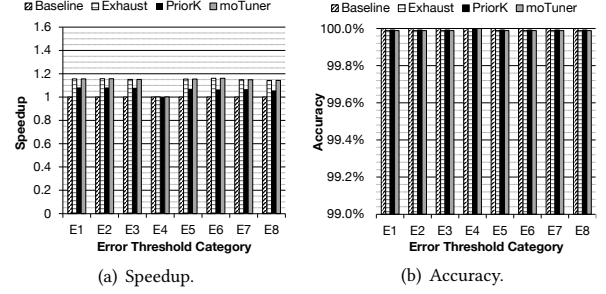 Baseline Exhaust PriorK moTuner
1.6
1.4
1.2
1
0.8
0.6
0.4
0.2
0
Speedup
E1 E2 E3 E4 E5 E6 E7 E8
Error Threshold Category
(a) Speedup.
Baseline Exhaust PriorK moTuner
100.0%
99.8%
99.6%
99.4%
99.2%
99.0%
Accuracy
E1 E2 E3 E4 E5 E6 E7 E8
Error Threshold Category
(b) Accuracy.